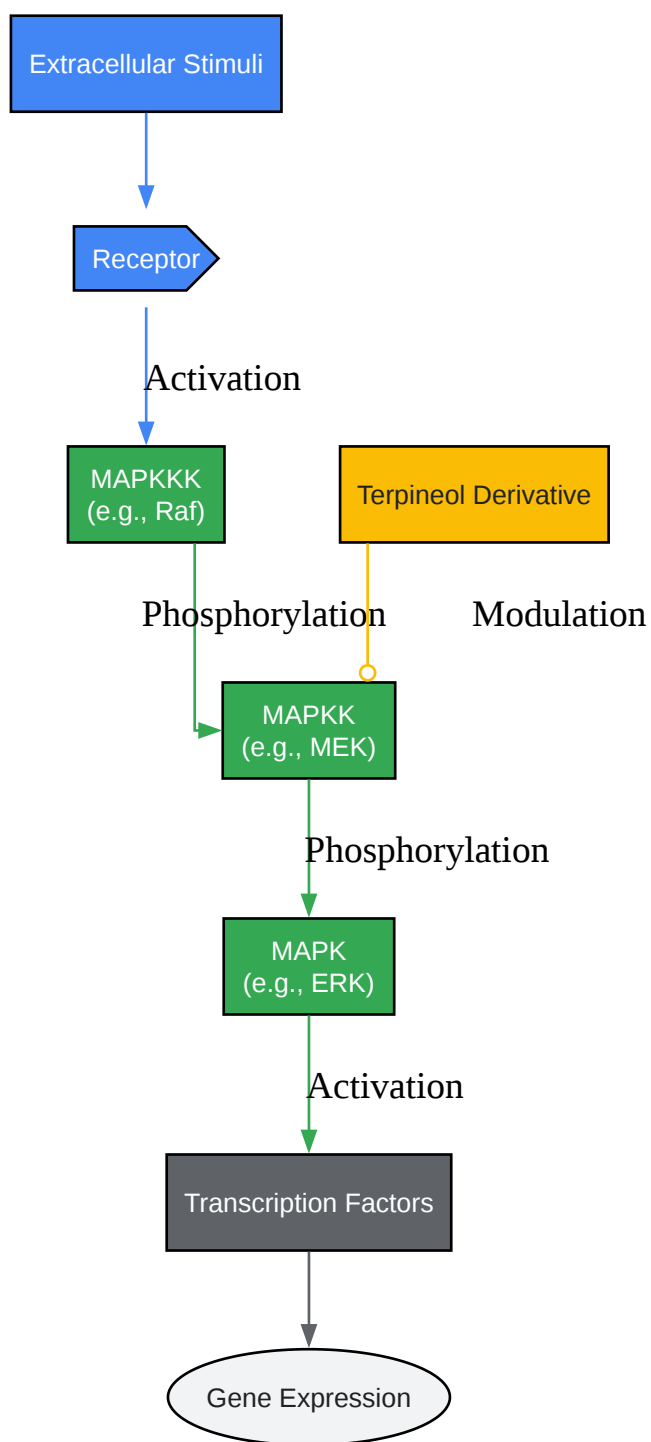 Extracellular Stimuli
Receptor
Activation
MAPKKK
(e.g., Raf)
Terpineol Derivative
Phosphorylation
Modulation
MAPKK
(e.g., MEK)
Phosphorylation
MAPK
(e.g., ERK)
Activation
Transcription Factors
Gene Expression